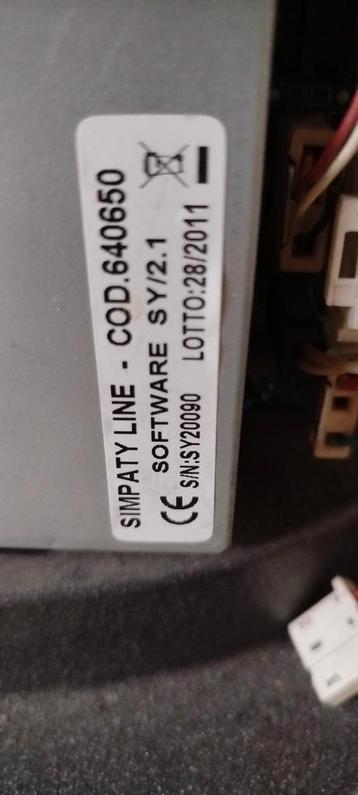 SIMPATY LINE - COD.640650
SOFTWARE SY/2.1
CE S/N:SY20090 LOTTO:28/2011